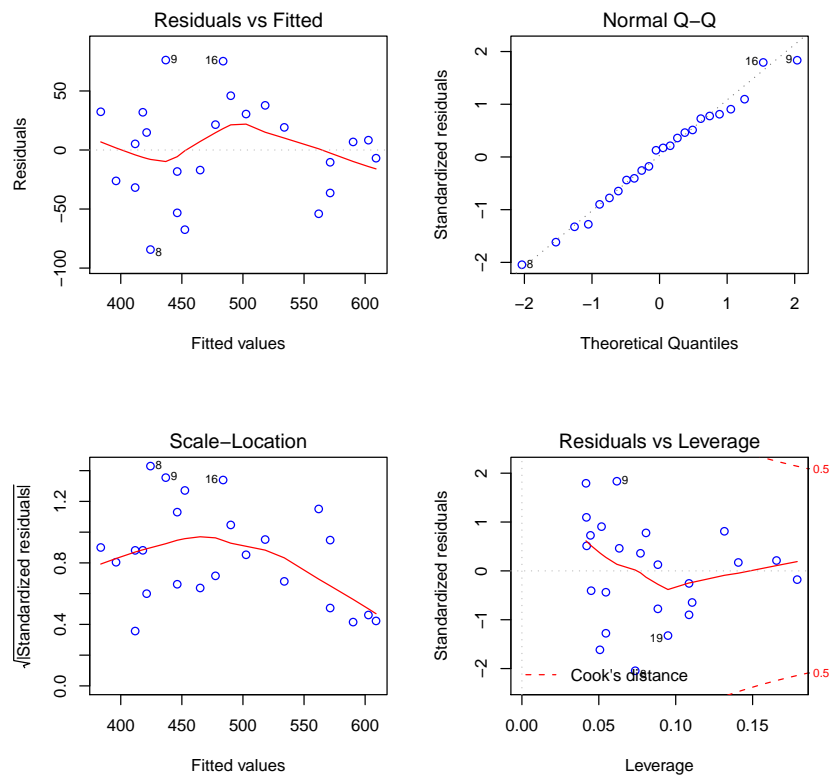 Residuals vs Fitted
Residuals
50
0
−50
−100
9
16
8
400 450 500 550 600
Fitted values
Normal Q−Q
Standardized residuals
2
1
0
−1
−2
16
9
8
−2 −1 0 1 2
Theoretical Quantiles
Scale−Location
√|Standardized residuals|
1.2
0.8
0.4
0.0
8
9
16
400 450 500 550 600
Fitted values
Residuals vs Leverage
Standardized residuals
2
1
0
−1
−2
9
19
0.5
0.5
Cook's distance
0.00 0.05 0.10 0.15
Leverage